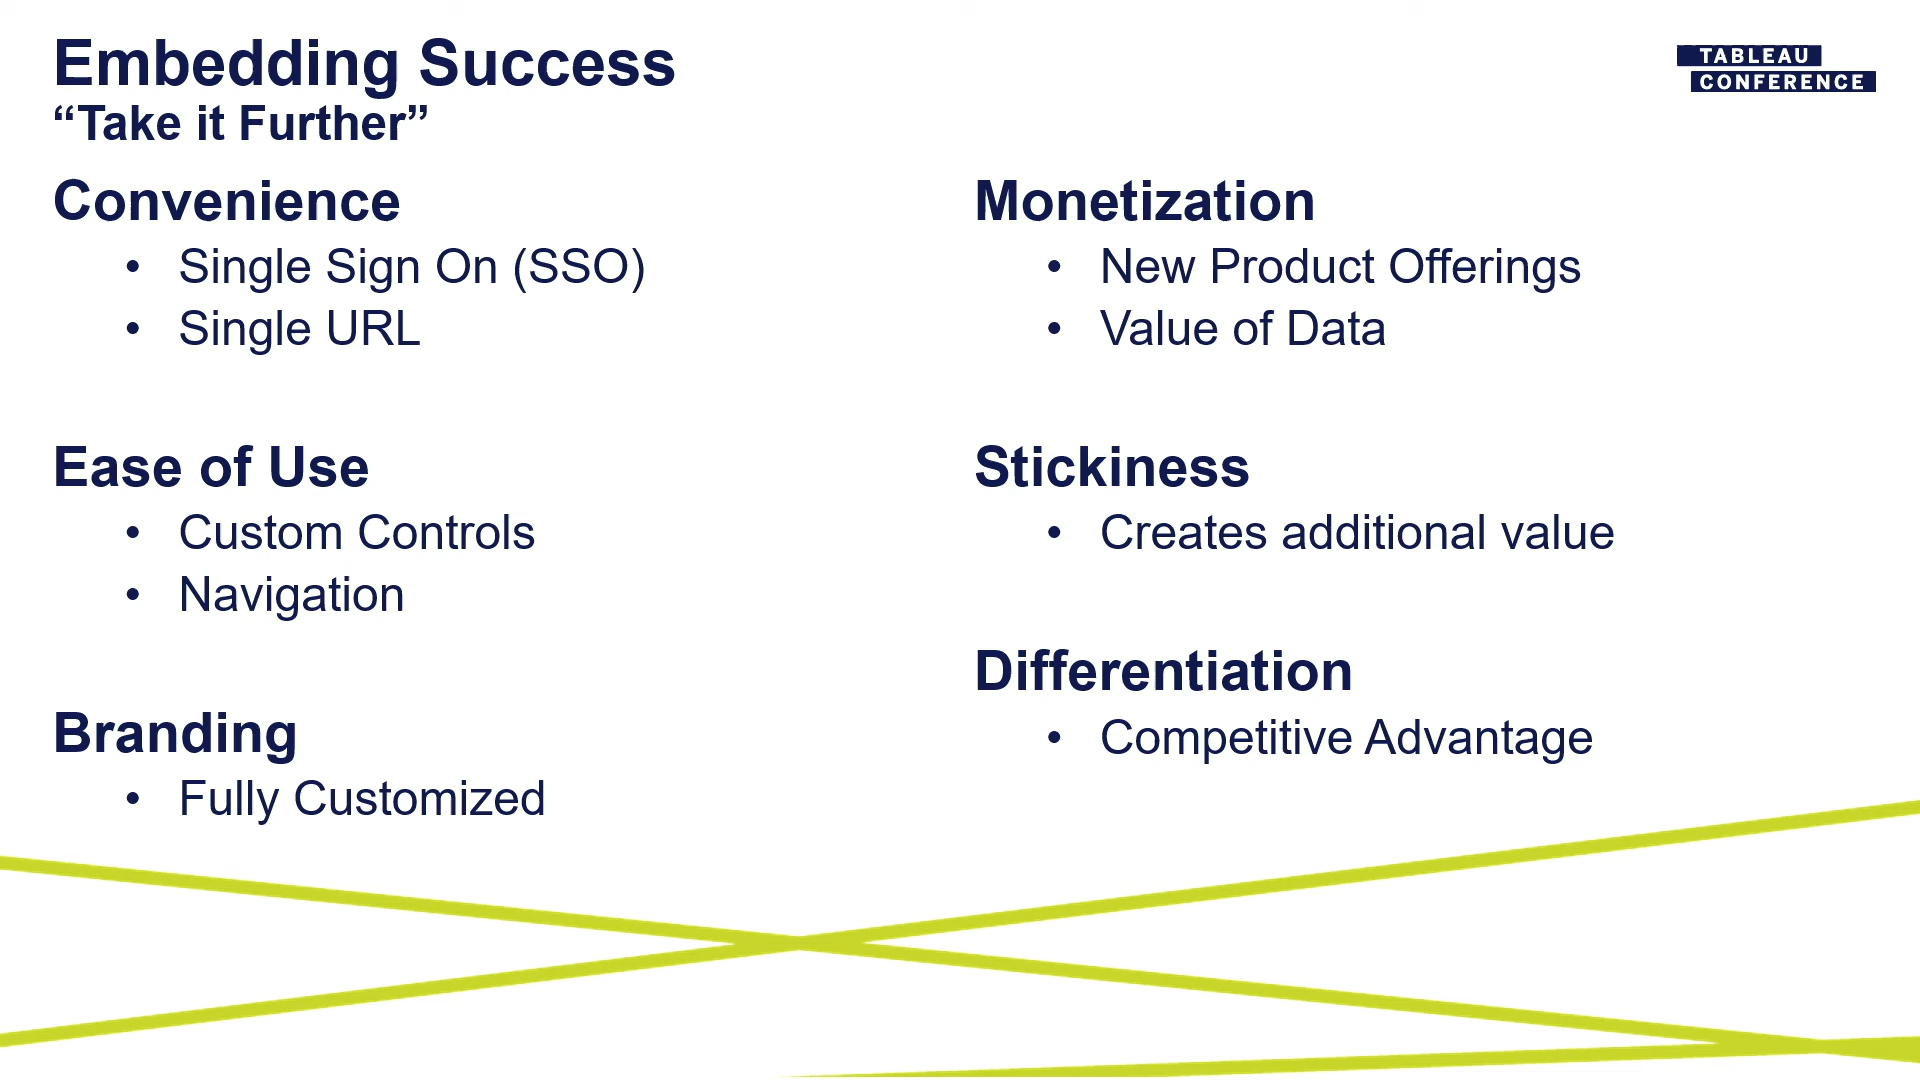 Embedding Success
“Take it Further”
TABLEAU
CONFERENCE
Convenience
• Single Sign On (SSO)
• Single URL
Ease of Use
• Custom Controls
• Navigation
Branding
• Fully Customized
Monetization
• New Product Offerings
• Value of Data
Stickiness
• Creates additional value
Differentiation
• Competitive Advantage